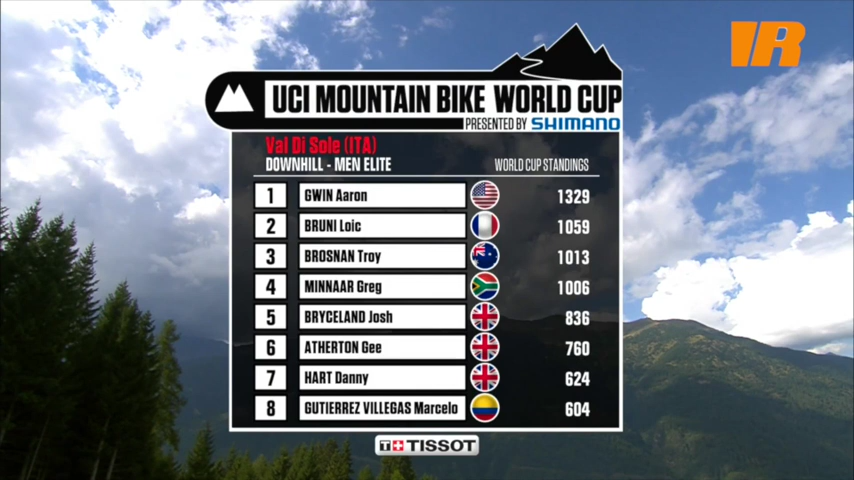 IR
UCI MOUNTAIN BIKE WORLD CUP
PRESENTED BY SHIMANO
Val Di Sole (ITA)
DOWNHILL - MEN ELITE WORLD CUP STANDINGS
1 GWIN Aaron 1329
2 BRUNI Loic 1059
3 BROSNAN Troy 1013
4 MINNAAR Greg 1006
5 BRYCELAND Josh 836
6 ATHERTON Gee 760
7 HART Danny 624
8 GUTIERREZ VILLEGAS Marcelo 604
T+ TISSOT